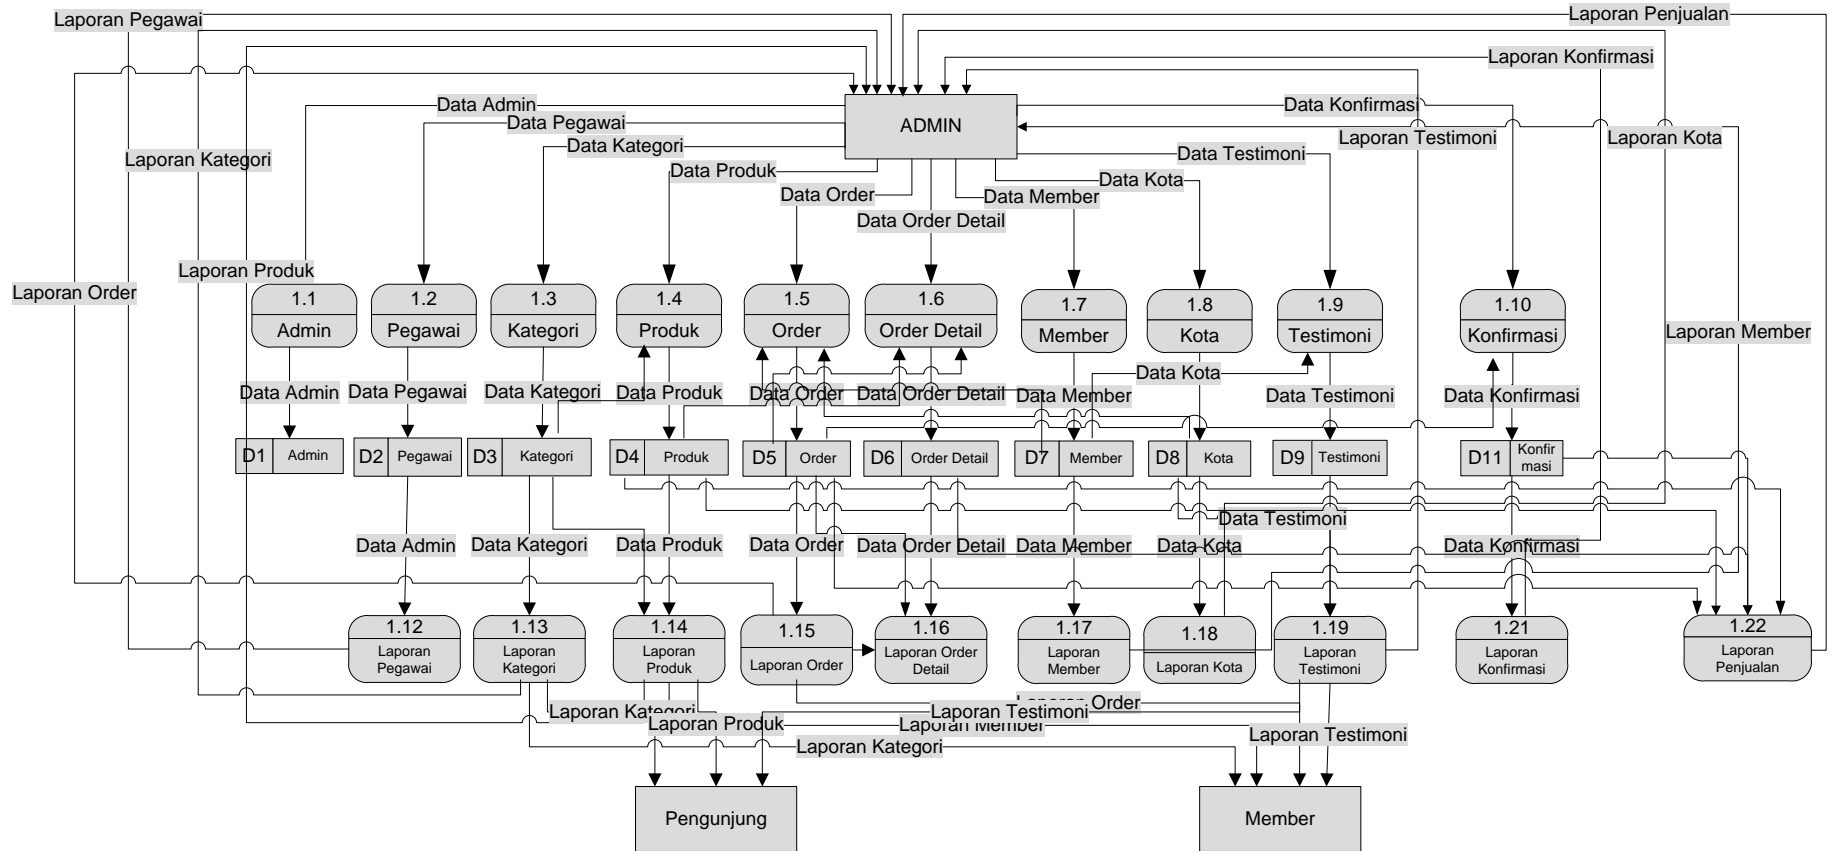 Laporan Pegawai
Laporan Penjualan
Laporan Konfirmasi
Data Admin
Data Konfirmasi
Data Pegawai
ADMIN
Laporan Testimoni
Laporan Kota
Laporan Kategori
Data Kategori
Data Testimoni
Data Produk
Data Kota
Data Order
Data Member
Data Order Detail
Laporan Produk
Laporan Order
1.1
Admin
1.2
Pegawai
1.3
Kategori
1.4
Produk
1.5
Order
1.6
Order Detail
1.7
Member
1.8
Kota
1.9
Testimoni
1.10
Konfirmasi
Laporan Member
Data Admin
Data Pegawai
Data Kategori
Data Produk
Data Order
Data Order Detail
Data Member
Data Kota
Data Testimoni
Data Konfirmasi
D1 Admin
D2 Pegawai
D3 Kategori
D4 Produk
D5 Order
D6 Order Detail
D7 Member
D8 Kota
D9 Testimoni
D11 Konfir
masi
Data Testimoni
Data Admin
Data Kategori
Data Produk
Data Order
Data Order Detail
Data Member
Data Kota
Data Konfirmasi
1.12
Laporan
Pegawai
1.13
Laporan
Kategori
1.14
Laporan
Produk
1.15
Laporan Order
1.16
Laporan Order
Detail
1.17
Laporan
Member
1.18
Laporan Kota
1.19
Laporan
Testimoni
1.21
Laporan
Konfirmasi
1.22
Laporan
Penjualan
Laporan Order
Laporan Kategori
Laporan Testimoni
Laporan Produk
Laporan Member
Laporan Testimoni
Laporan Kategori
Pengunjung
Member